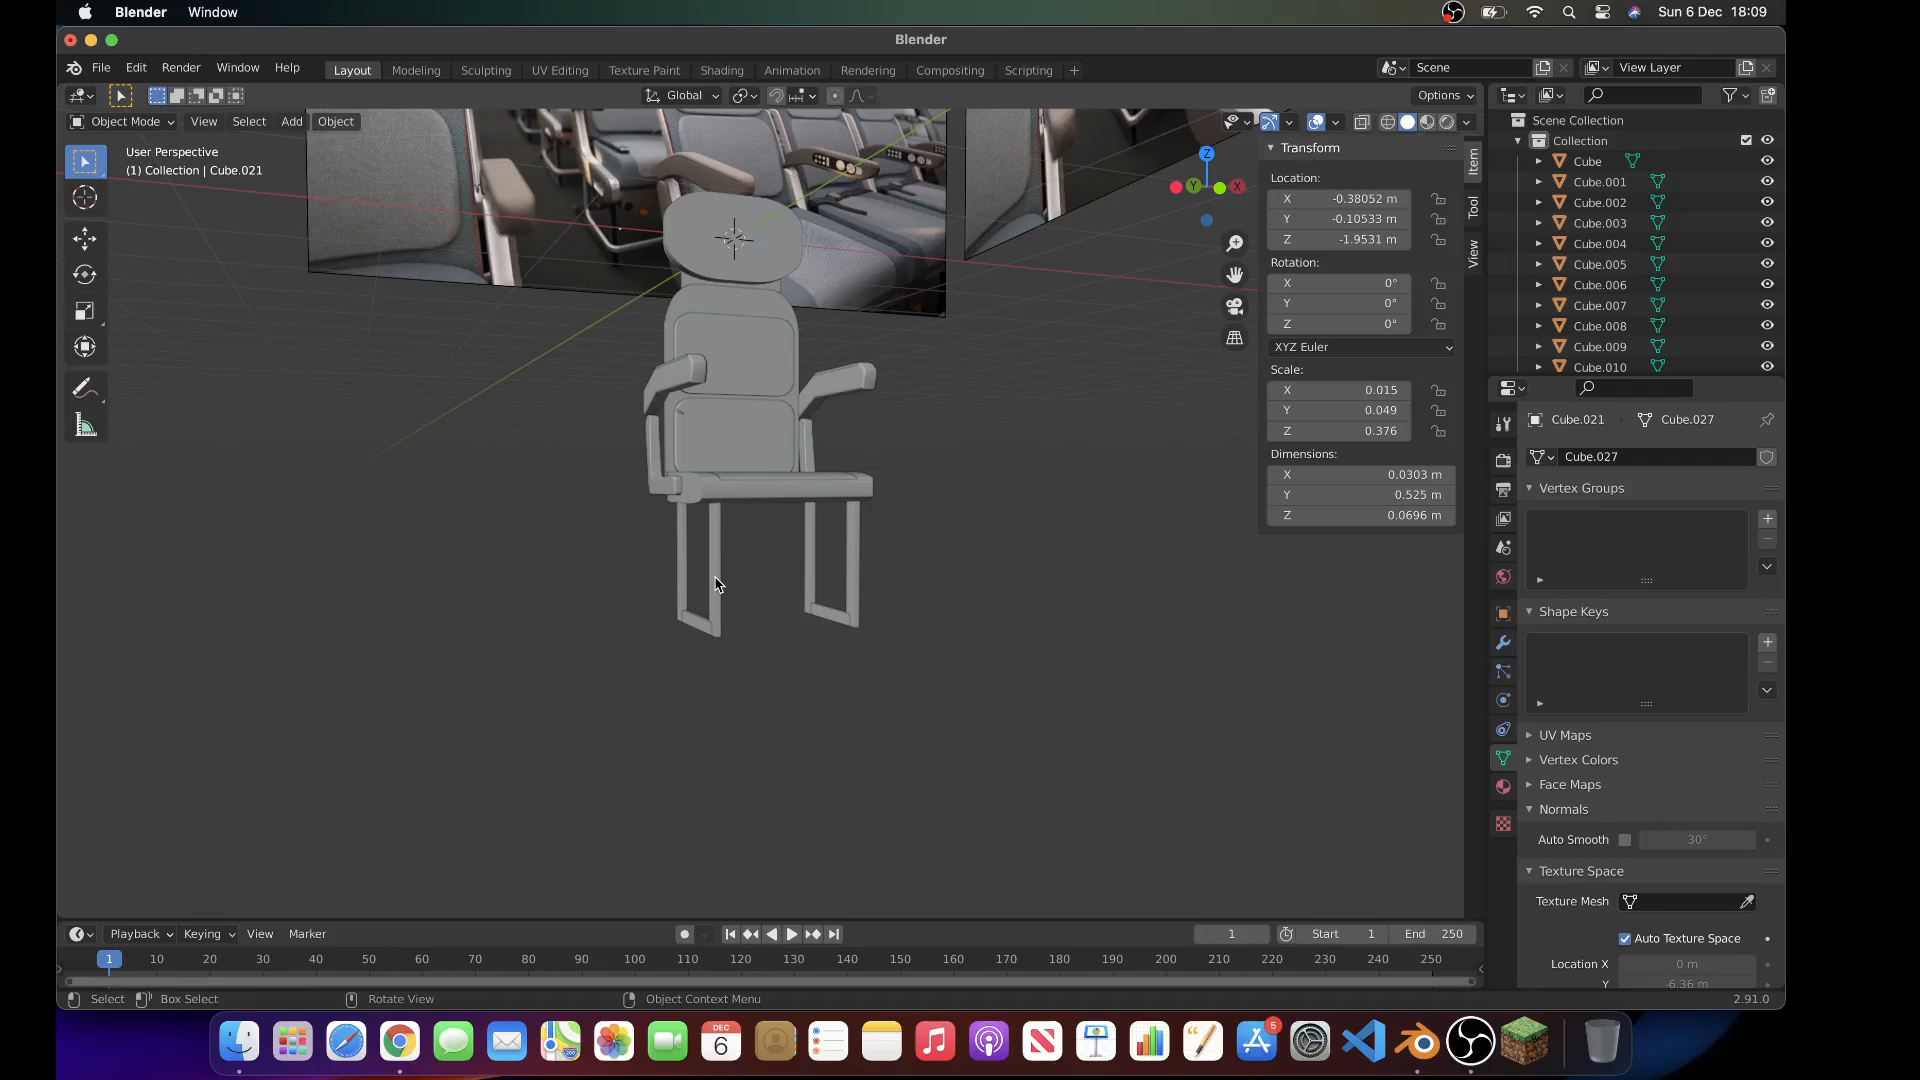 Blender Window Sun 6 Dec 18:09
Blender
File Edit Render Window Help Layout Modeling Sculpting UV Editing Texture Paint Shading Animation Rendering Compositing Scripting + Scene View Layer
Global Options
Object Mode View Select Add Object
User Perspective
(1) Collection | Cube.021
Z
Y X
Transform
Location:
X -0.38052 m
Y -0.10533 m
Z -1.9531 m
Rotation:
X 0°
Y 0°
Z 0°
XYZ Euler
Scale:
X 0.015
Y 0.049
Z 0.376
Dimensions:
X 0.0303 m
Y 0.525 m
Z 0.0696 m
Item
Tool
View
Scene Collection
Collection
Cube
Cube.001
Cube.002
Cube.003
Cube.004
Cube.005
Cube.006
Cube.007
Cube.008
Cube.009
Cube.010
Cube.021 Cube.027
Cube.027
Vertex Groups
Shape Keys
UV Maps
Vertex Colors
Face Maps
Normals
Auto Smooth 30°
Texture Space
Texture Mesh
Auto Texture Space
Location X 0 m
Y -6.36 m
Playback Keying View Marker 1 Start 1 End 250
1 10 20 30 40 50 60 70 80 90 100 110 120 130 140 150 160 170 180 190 200 210 220 230 240 250
Select Box Select Rotate View Object Context Menu 2.91.0
DEC
6
5